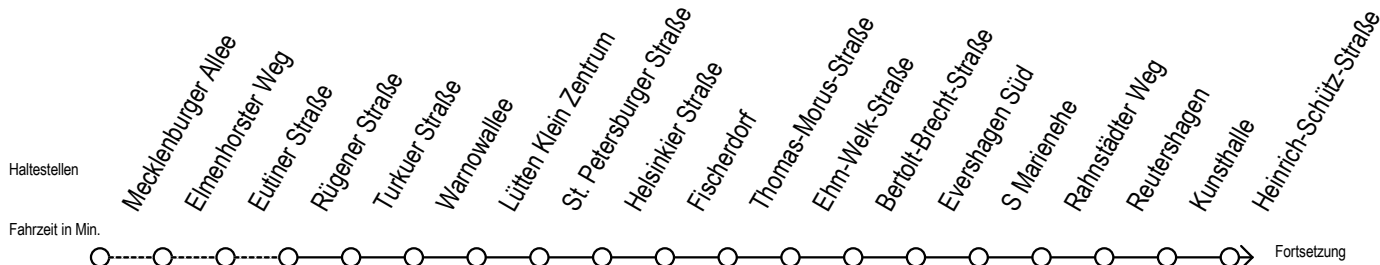 Mecklenburger Allee
Elmenhorster Weg
Eutiner Straße
Rügener Straße
Turkuer Straße
Warnowallee
Lütten Klein Zentrum
St. Petersburger Straße
Helsinkier Straße
Fischerdorf
Thomas-Morus-Straße
Ehm-Welk-Straße
Bertolt-Brecht-Straße
Evershagen Süd
S Marienehe
Rahnstädter Weg
Reutershagen
Kunsthalle
Heinrich-Schütz-Straße
Haltestellen
Fahrzeit in Min.
Fortsetzung